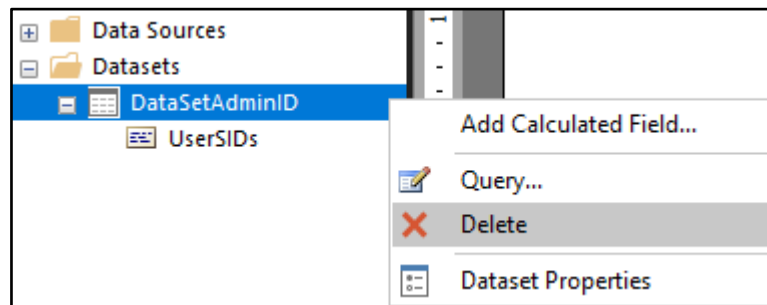 Data Sources
Datasets
DataSetAdminID
UserSIDs
Add Calculated Field...
Query...
Delete
Dataset Properties